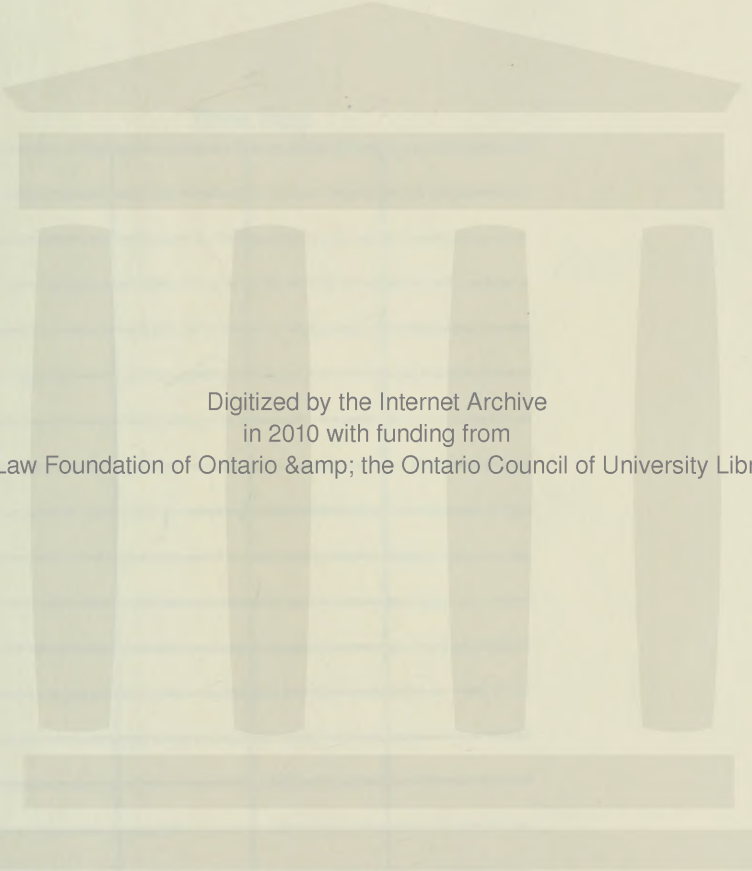 Digitized by the Internet Archive
in 2010 with funding from
Law Foundation of Ontario &amp; the Ontario Council of University Libr